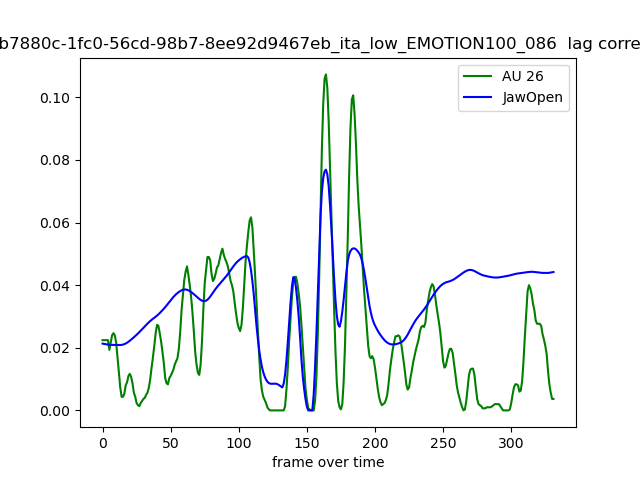 b7880c-1fc0-56cd-98b7-8ee92d9467eb_ita_low_EMOTION100_086 lag corre
AU 26
JawOpen
0.10
0.08
0.06
0.04
0.02
0.00
0 50 100 150 200 250 300
frame over time